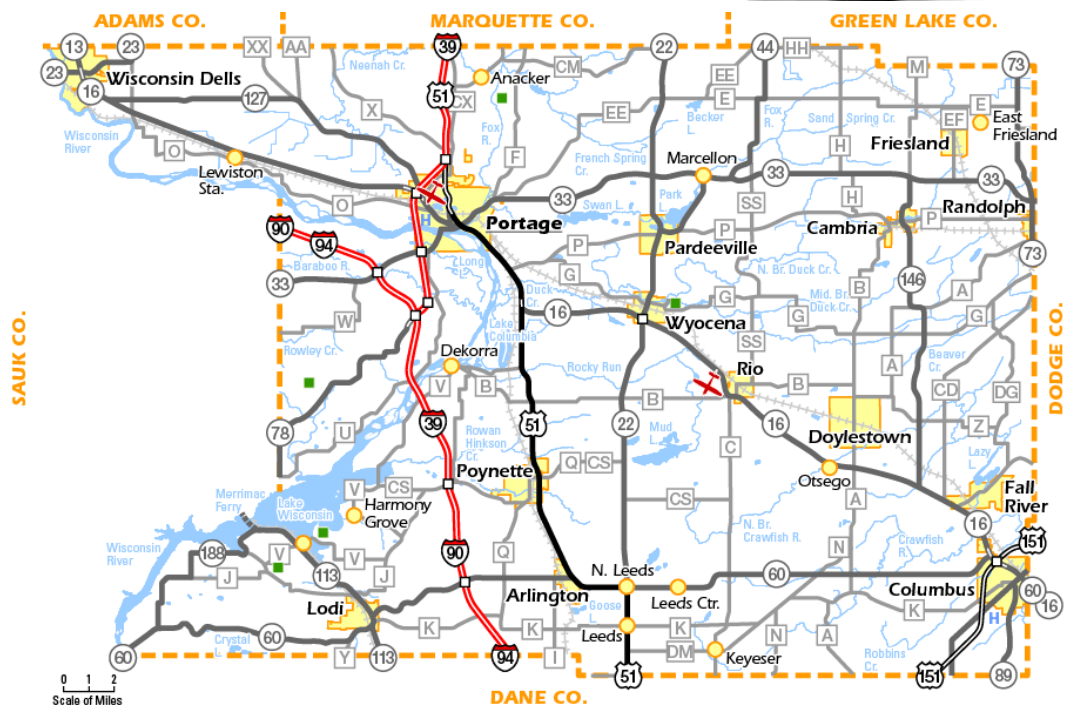 ADAMS CO.
MARQUETTE CO.
GREEN LAKE CO.
13
23
XX
AA
39
22
44
HH
Neenah Cr.
CM
M
73
23
Wisconsin Dells
Anacker
EE
16
127
51
CX
E
E
X
EE
Becker
L.
Fox
R.
Sand Spring Cr.
East
Friesland
EF
Wisconsin
River
Fox
R.
Friesland
O
Lewiston
Sta.
F
French Spring
Cr.
Marcellon
H
33
33
33
H
O
H
Swan L.
Park
L.
SS
Randolph
90
94
Portage
P
P
Pardeeville
Cambria
P
Baraboo R.
Long
L.
73
33
G
N. Br. Duck Cr.
B
146
A
Duck
Cr.
G
Mid. Br.
Duck Cr.
16
Wyocena
G
G
W
Lake
Columbia
SS
SAUK CO.
Rowley Cr.
Dekorra
Rocky Run
Rio
N
Beaver
Cr.
DODGE CO.
V
B
B
B
A
CD
DG
39
51
22
78
U
Rowan
Hinkson
Cr.
Mud
L.
C
16
Doylestown
Z
Poynette
Q
CS
Otsego
Lazy
L.
Merrimac
Ferry
Lake
Wisconsin
V
CS
CS
A
Fall
River
Harmony
Grove
16
Wisconsin
River
90
Q
N. Br.
Crawfish R.
N
Crawfish
R.
151
188
V
V
J
J
113
N. Leeds
60
Columbus
Lodi
Arlington
Goose
L.
Leeds Ctr.
60
16
K
K
Leeds
K
N
A
K
H
60
Crystal
L.
60
Y
113
94
I
DM
Keyeser
Robbins
Cr.
51
151
89
0 1 2
Scale of Miles
DANE CO.